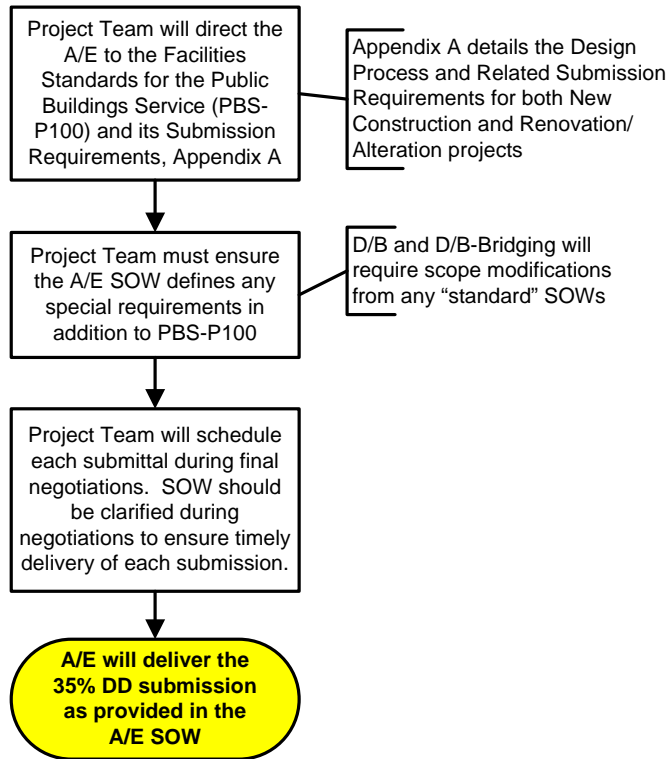 Project Team will direct the
A/E to the Facilities
Standards for the Public
Buildings Service (PBS-
P100) and its Submission
Requirements, Appendix A
Appendix A details the Design
Process and Related Submission
Requirements for both New
Construction and Renovation/
Alteration projects
Project Team must ensure
the A/E SOW defines any
special requirements in
addition to PBS-P100
D/B and D/B-Bridging will
require scope modifications
from any “standard” SOWs
Project Team will schedule
each submittal during final
negotiations.  SOW should
be clarified during
negotiations to ensure timely
delivery of each submission.
A/E will deliver the
35% DD submission
as provided in the
A/E SOW